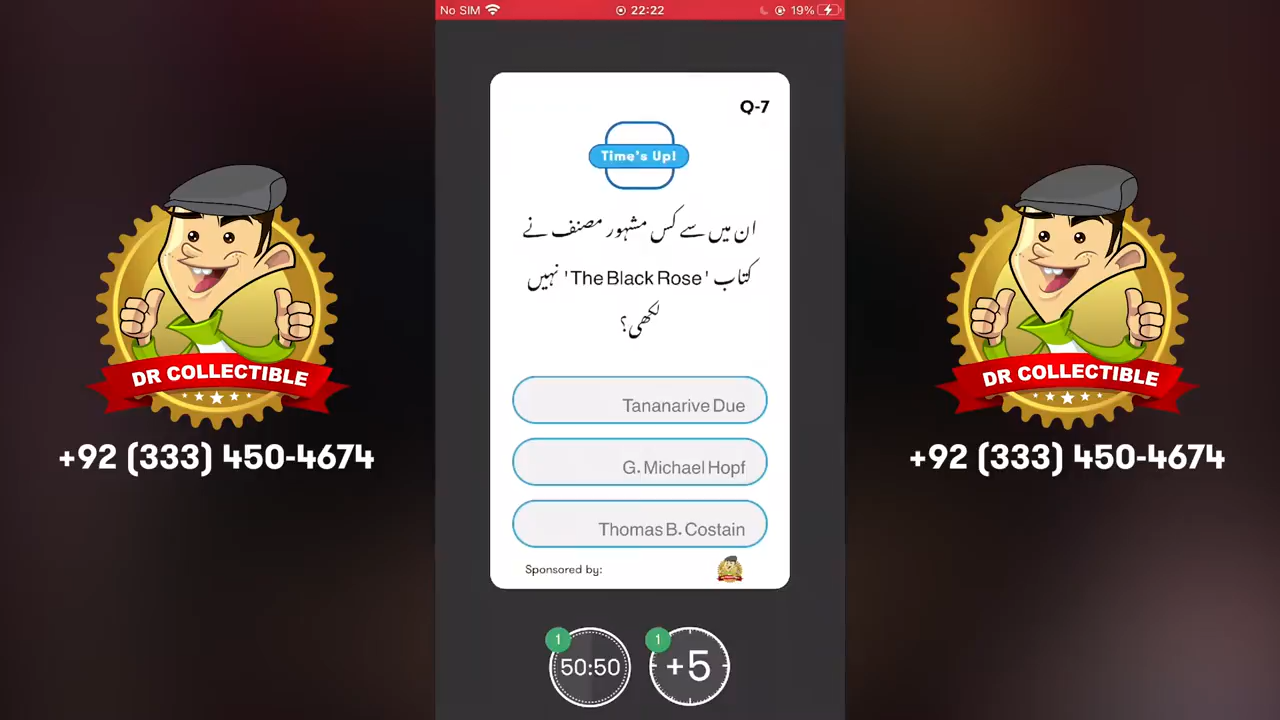 No SIM 22:22 19%
Q-7
Time's Up!
ان میں سے کس مشہور مصنف نے
کتاب ' The Black Rose' نہیں
لکھی؟
Tananarive Due
G. Michael Hopf
Thomas B. Costain
Sponsored by:
1 1
50:50 +5
DR COLLECTIBLE
+92 (333) 450-4674
DR COLLECTIBLE
+92 (333) 450-4674